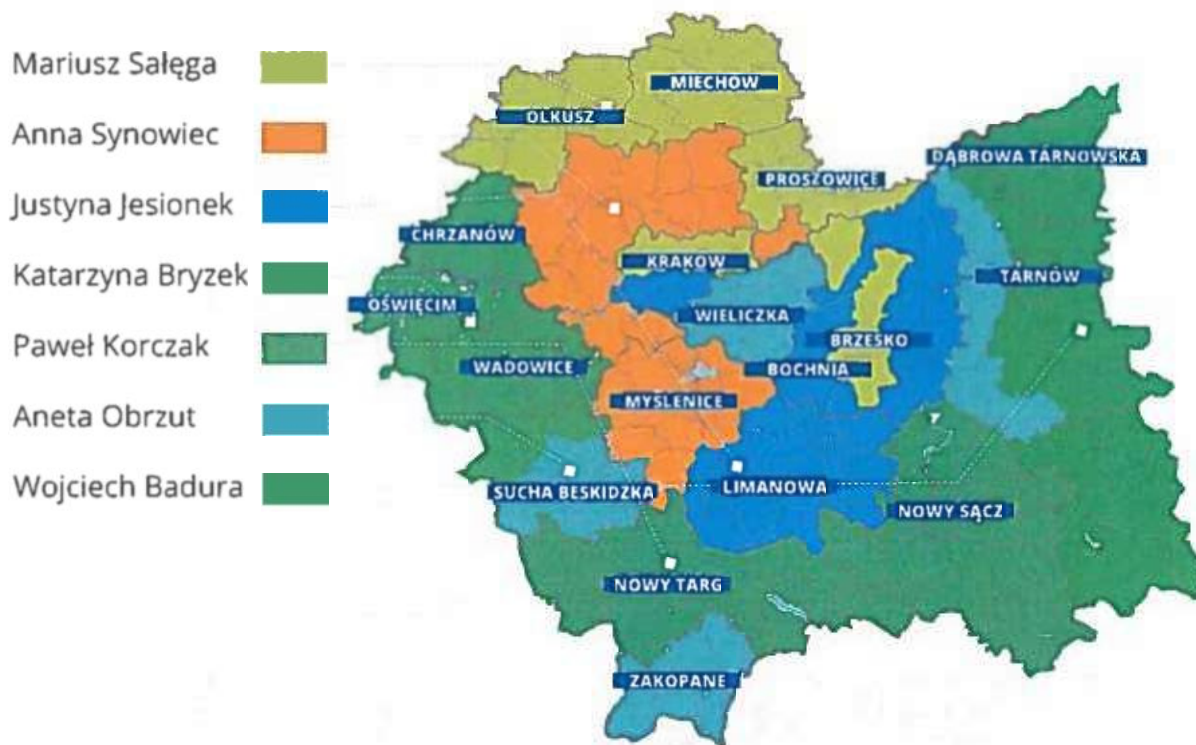 Mariusz Sałęga
Anna Synowiec
Justyna Jesionek
Katarzyna Bryzek
Paweł Korczak
Aneta Obrzut
Wojciech Badura
MIECHÓW
OLKUSZ
DĄBROWA TARNOWSKA
PROSZOWICE
CHRZANÓW
KRAKÓW
TARNÓW
OŚWIĘCIM
WIELICZKA
BRZESKO
WADOWICE
BOCHNIA
MYŚLENICE
SUCHA BESKIDZKA
LIMANOWA
NOWY SĄCZ
NOWY TARG
ZAKOPANE